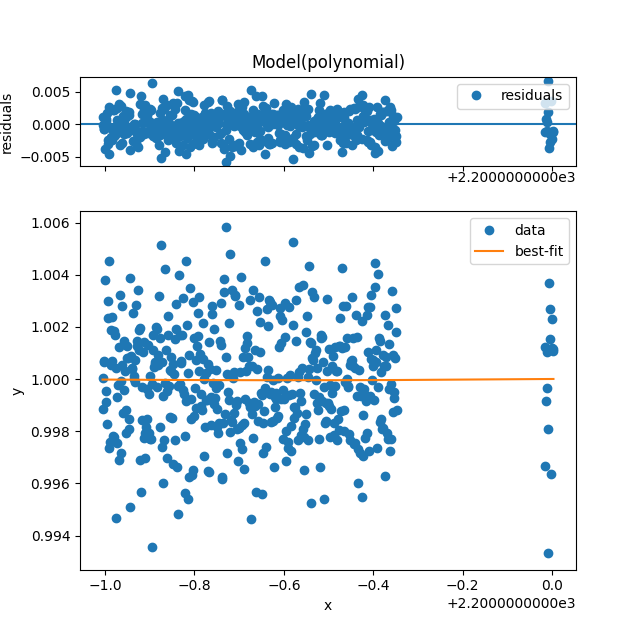 Model(polynomial)
residuals
0.005
0.000
−0.005
residuals
+2.2000000000e3
y
1.006
1.004
1.002
1.000
0.998
0.996
0.994
data
best-fit
−1.0 −0.8 −0.6 −0.4 −0.2 0.0
x
+2.2000000000e3